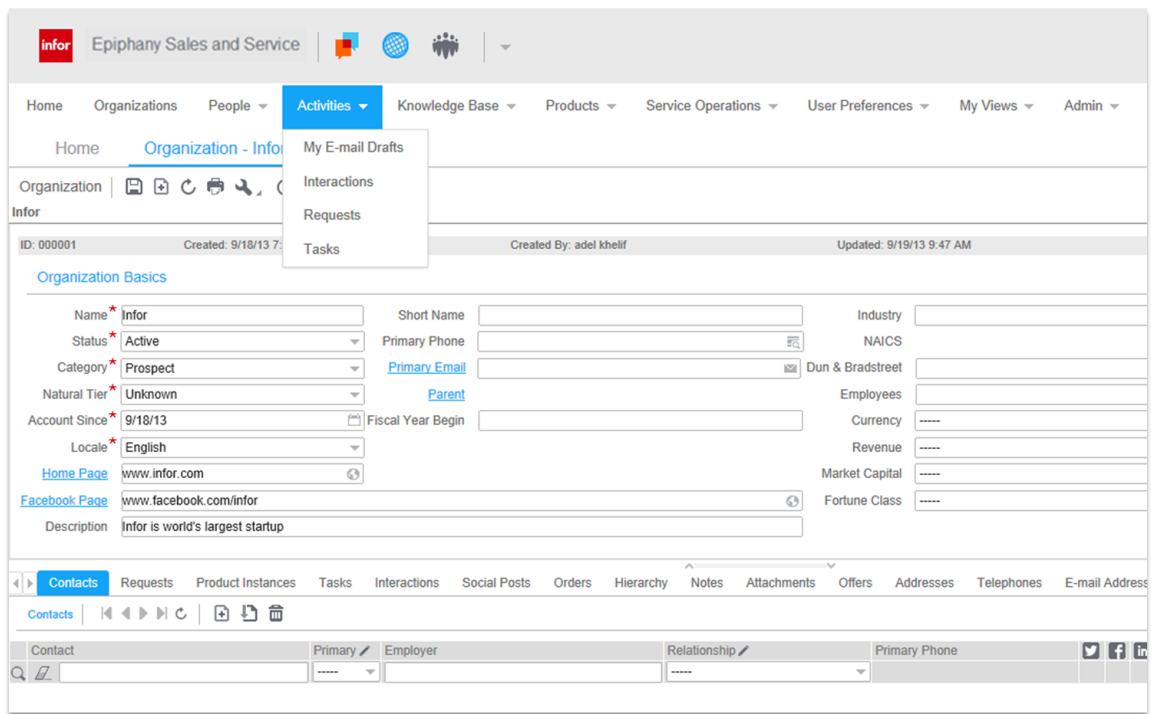 infor Epiphany Sales and Service
Home Organizations People Activities Knowledge Base Products Service Operations User Preferences My Views Admin
Home Organization - Infor
My E-mail Drafts
Interactions
Requests
Tasks
Organization
Infor
ID: 000001 Created: 9/18/13 7: Created By: adel khelif Updated: 9/19/13 9:47 AM
Organization Basics
Name* Infor Short Name Industry
Status* Active Primary Phone NAICS
Category* Prospect Primary Email Dun & Bradstreet
Natural Tier* Unknown Parent Employees
Account Since* 9/18/13 Fiscal Year Begin Currency -----
Locale* English Revenue -----
Home Page www.infor.com Market Capital -----
Facebook Page www.facebook.com/infor Fortune Class -----
Description Infor is world's largest startup
Contacts Requests Product Instances Tasks Interactions Social Posts Orders Hierarchy Notes Attachments Offers Addresses Telephones E-mail Address
Contacts
Contact Primary Employer Relationship Primary Phone
----- -----